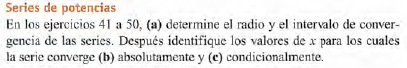 Series de potencias
En los ejercicios 41 a 50, (a) determine el radio y el intervalo de conver-
gencia de las series. Después identifique los valores de x para los cuales
la serie converge (b) absolutamente y (c) condicionalmente.